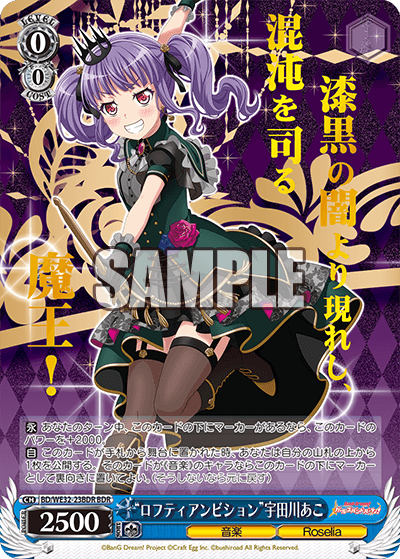 LEVEL
0
0
COST
漆黒の闇より現れし、
混沌を司る
魔王！
SAMPLE
永 あなたのターン中、このカードの下にマーカーがあるなら、このカードの
パワーを＋2000。
自 このカードが手札から舞台に置かれた時、あなたは自分の山札の上から
1枚を公開する。そのカードが《音楽》のキャラならこのカードの下にマーカー
として裏向きに置いてよい。（そうしないなら元に戻す）
CH BD/WE32-23BDR BDR
POWER
2500
“ロフティアンビション”宇田川あこ
音楽
Roselia
©BanG Dream! Project ©Craft Egg Inc. ©bushiroad All Rights Reserved.